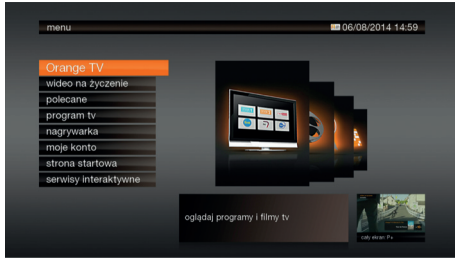 menu
06/08/2014 14:59
Orange TV
wideo na życzenie
polecane
program tv
nagrywarka
moje konto
strona startowa
serwisy interaktywne
oglądaj programy i filmy tv
cały ekran: P+